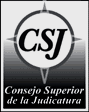 CSJ
Consejo Superior
de la Judicatura